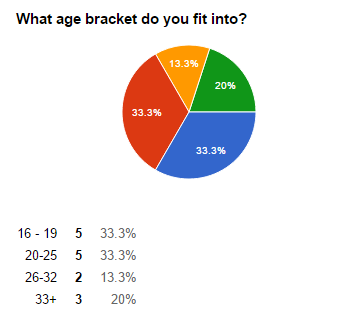 What age bracket do you fit into?
13.3%
20%
33.3%
33.3%
16 - 19 5 33.3%
20-25 5 33.3%
26-32 2 13.3%
33+ 3 20%